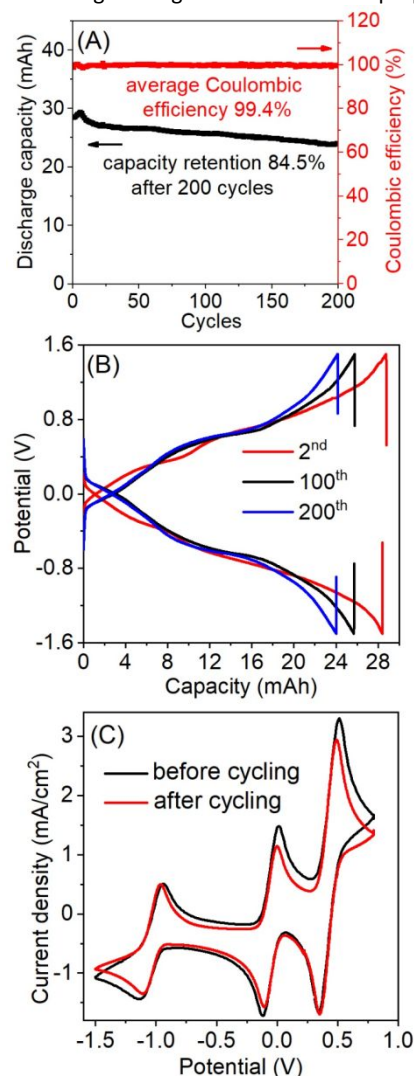 (A)
Discharge capacity (mAh)
40
30
20
10
0
average Coulombic
efficiency 99.4%
capacity retention 84.5%
after 200 cycles
120
100
80
60
40
20
0
Coulombic efficiency (%)
0 50 100 150 200
Cycles
(B)
Potential (V)
1.6
0.8
0.0
-0.8
-1.6
2nd
100th
200th
0 4 8 12 16 20 24 28
Capacity (mAh)
(C)
Current density (mA/cm2)
3
2
1
0
-1
before cycling
after cycling
-1.5 -1.0 -0.5 0.0 0.5 1.0
Potential (V)